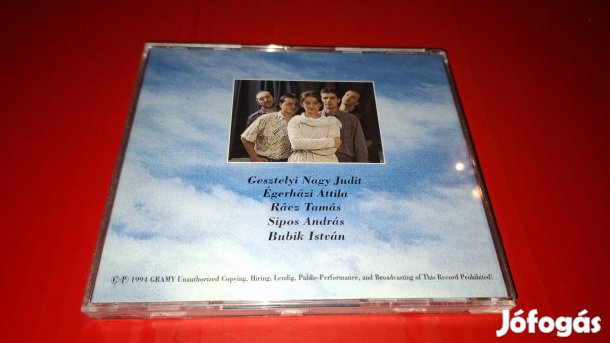 Gesztelyi Nagy Judit
Égerházi Attila
Rácz Tamás
Sipos András
Bubik István
©℗ 1994 GRAMY Unauthorized Copying, Hiring, Lendig, Public-Performance, and Broadcasting of This Record Prohibited!
Jófogás